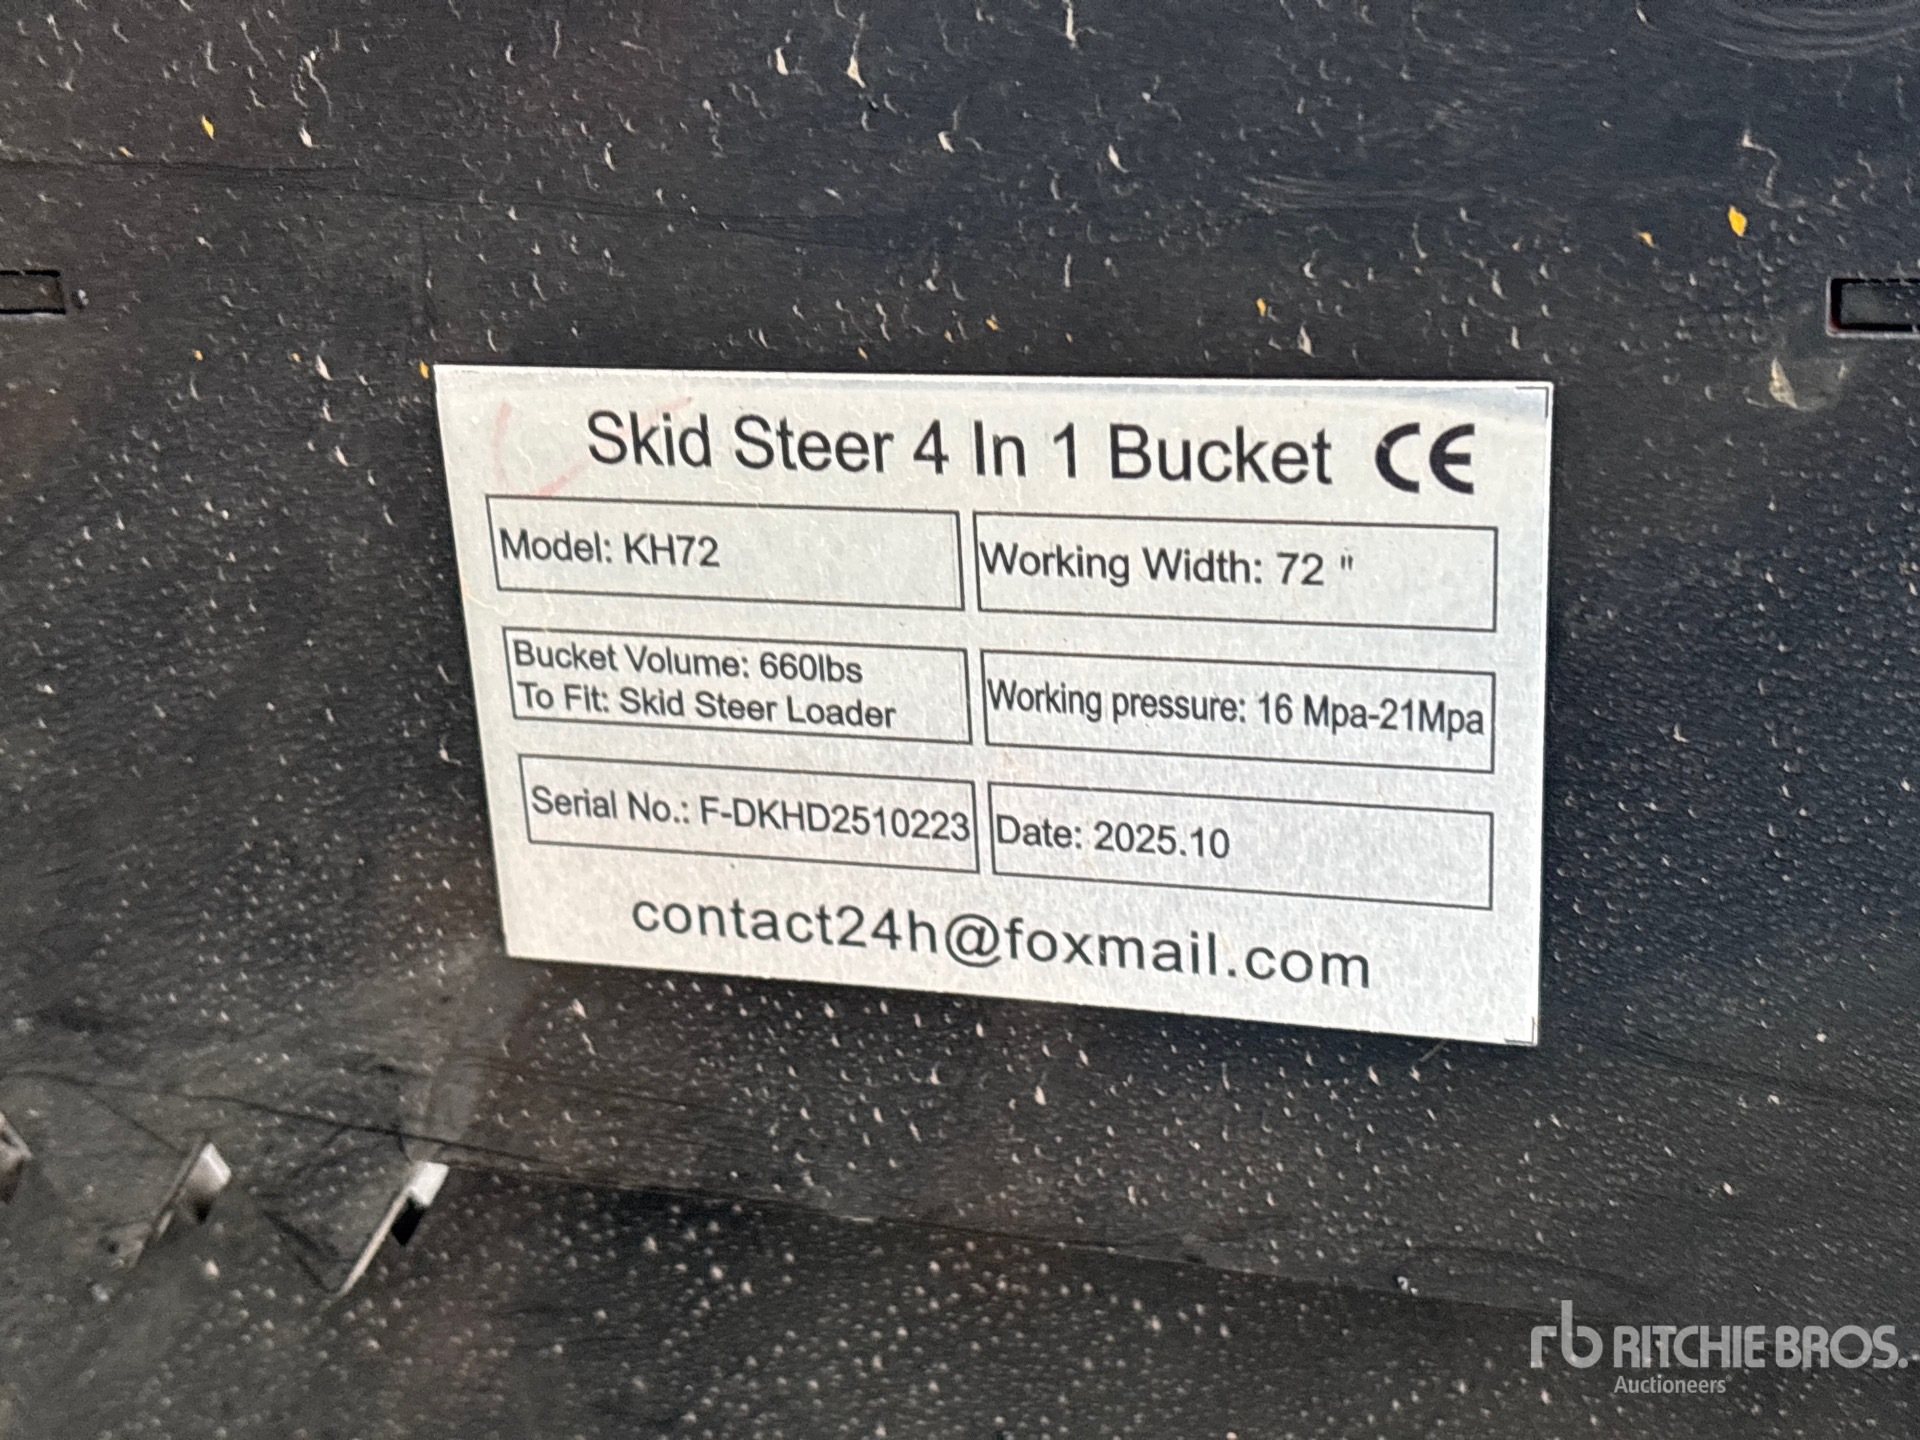 Skid Steer 4 In 1 Bucket CE
Model: KH72
Working Width: 72 "
Bucket Volume: 660lbs
To Fit: Skid Steer Loader
Working pressure: 16 Mpa-21Mpa
Serial No.: F-DKHD2510223
Date: 2025.10
contact24h@foxmail.com
rb RITCHIE BROS.
Auctioneers